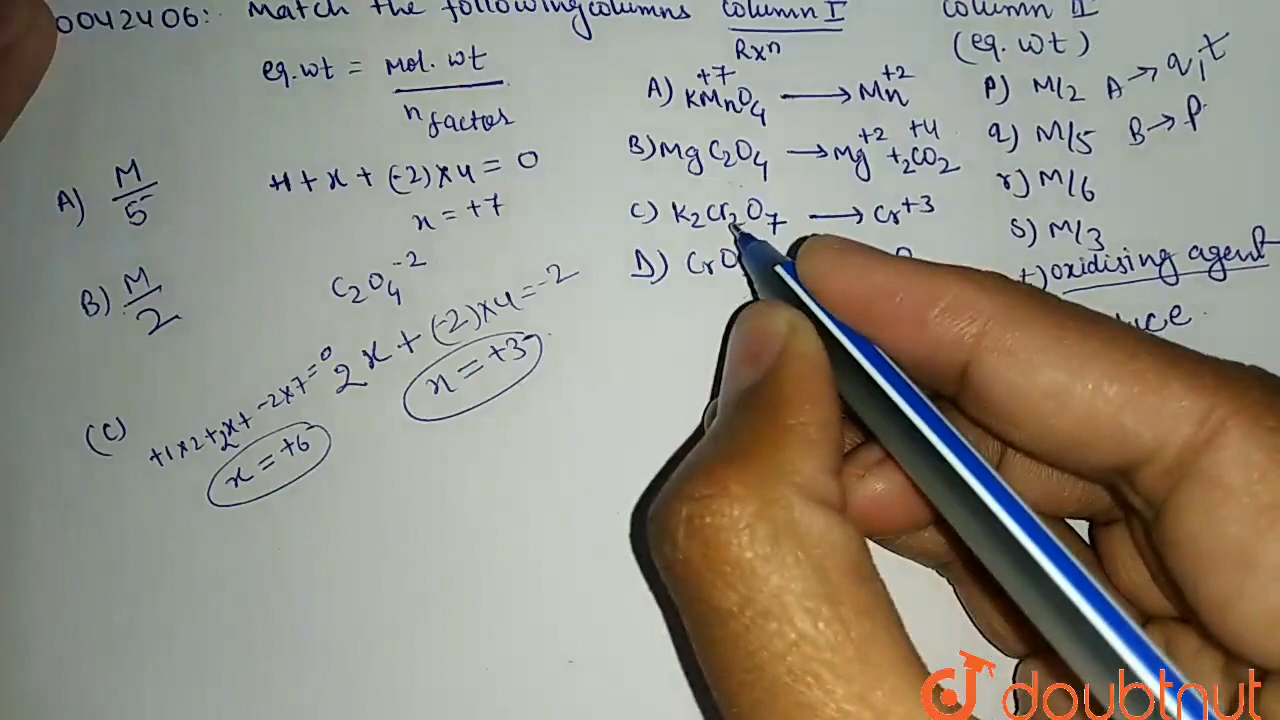 0042406: Match the following columns column I column II
Rxn (eq. wt)
eq.wt = Mol. wt / n factor
A) KMnO4 → Mn+2
+7
B) MgC2O4 → Mg+2 + 2CO2
+4
C) K2Cr2O7 → Cr+3
D) CrO
P) M/2
q) M/5
r) M/6
s) M/3
t) oxidising agent
A → q, t
B → P
A) M/5
+1 + x + (-2)×4 = 0
x = +7
B) M/2
C2O4-2
2x + (-2)×4 = -2
x = +3
(C)
+1×2+2x+-2×7=0
x = +6
doubtnut